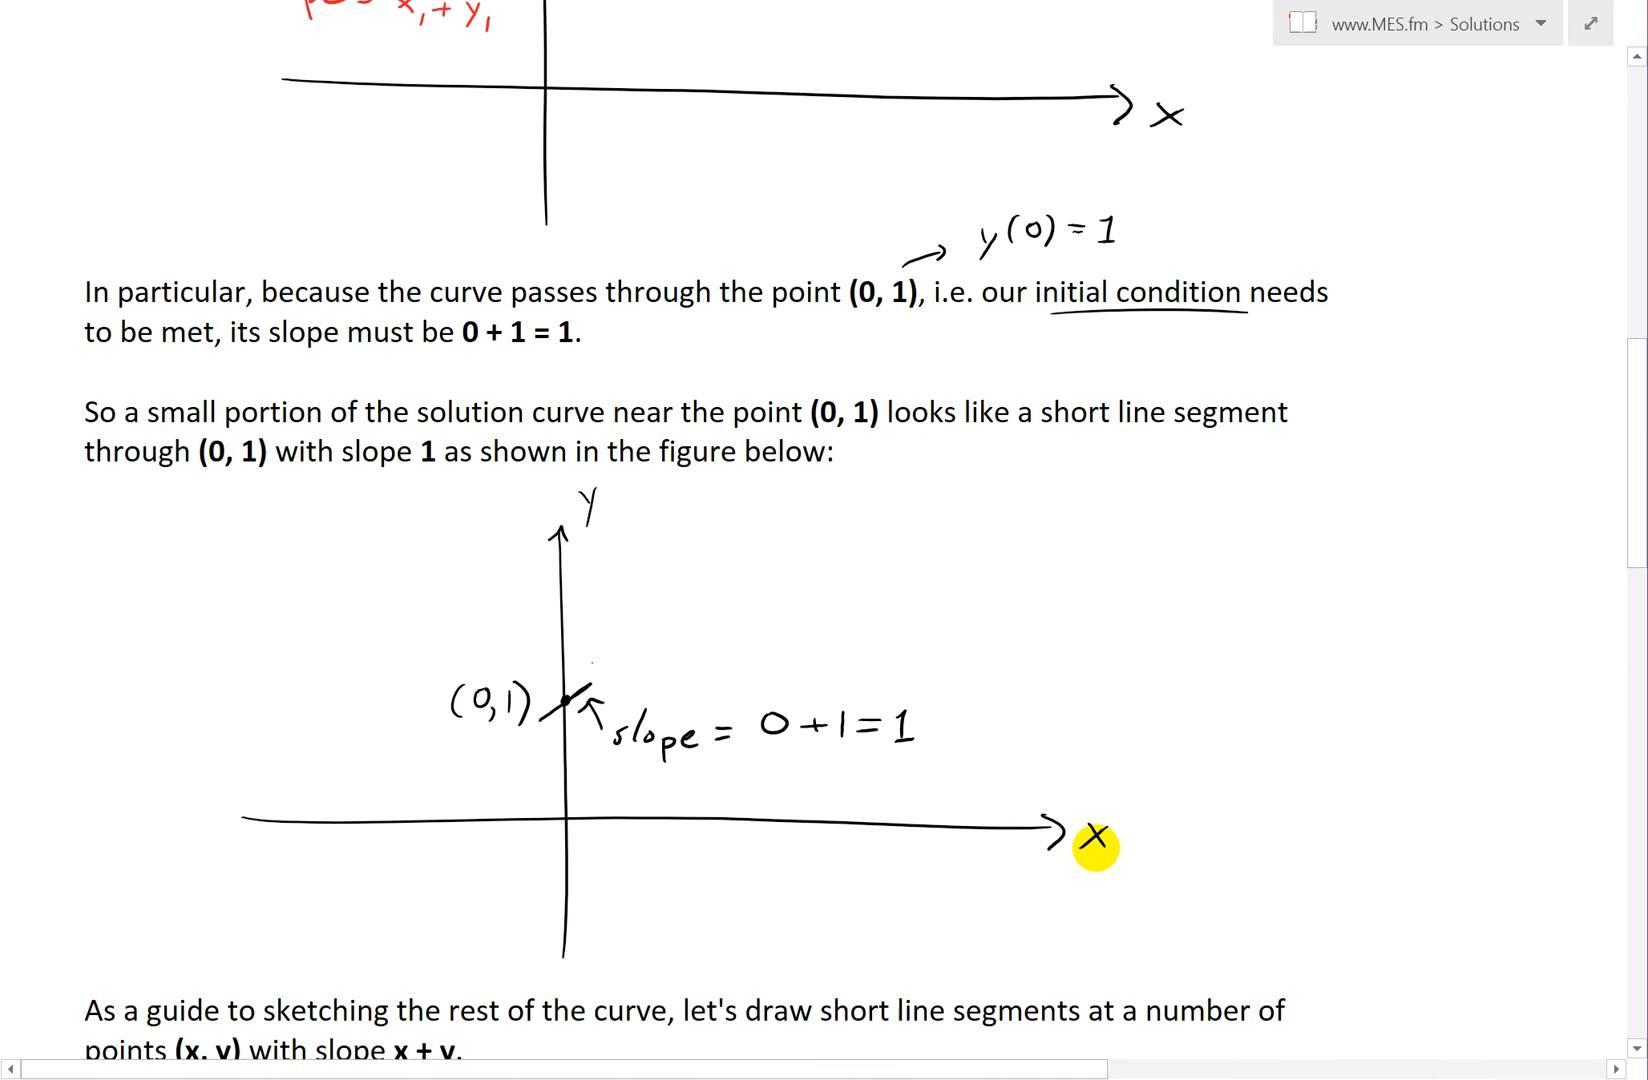 x₁ + y₁
www.MES.fm > Solutions
x
y(0) = 1
In particular, because the curve passes through the point (0, 1), i.e. our initial condition needs
to be met, its slope must be 0 + 1 = 1.
So a small portion of the solution curve near the point (0, 1) looks like a short line segment
through (0, 1) with slope 1 as shown in the figure below:
y
(0,1)
slope = 0+1=1
x
As a guide to sketching the rest of the curve, let's draw short line segments at a number of
points (x, y) with slope x + y.